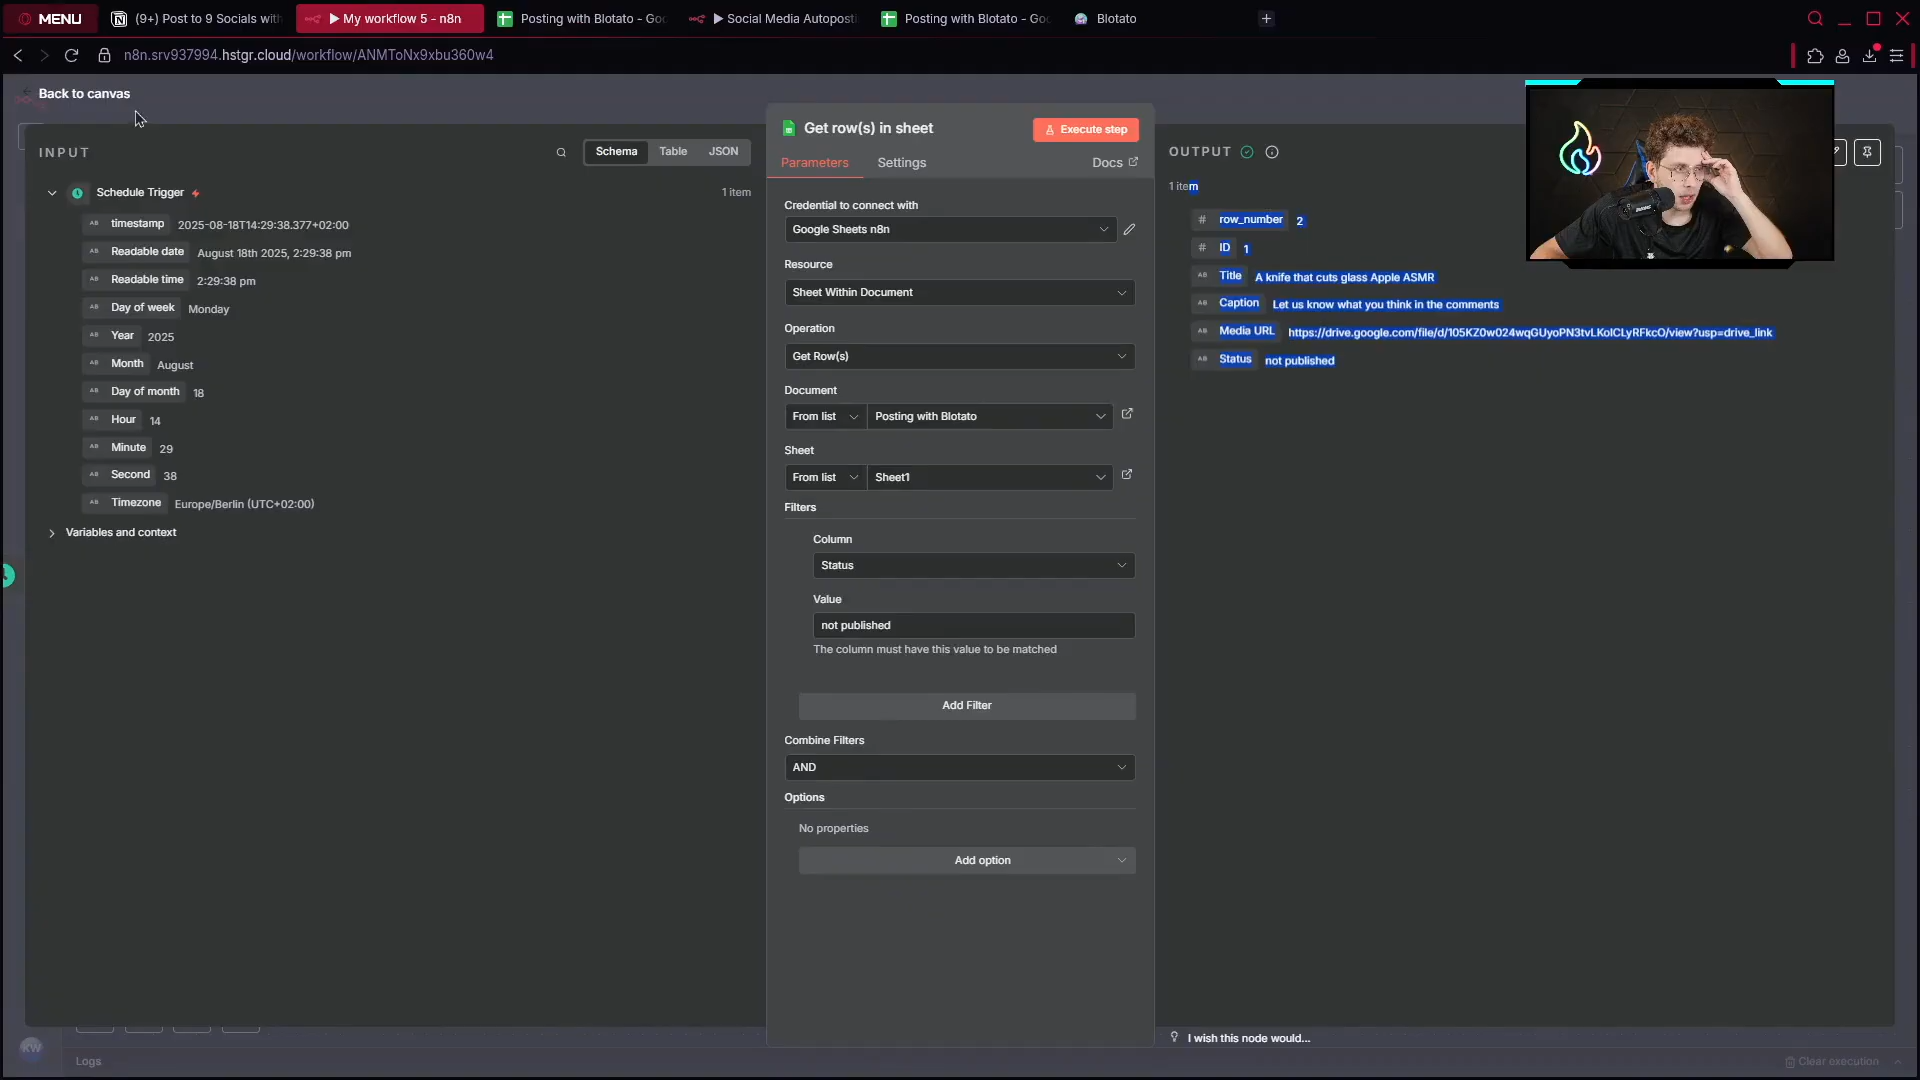 MENU
(9+) Post to 9 Socials with
My workflow 5 - n8n
Posting with Blotato - Goo
Social Media Autoposti
Posting with Blotato - Goo
Blotato
n8n.srv937994.hstgr.cloud/workflow/ANMToNx9xbu360w4
Back to canvas
INPUT
Schema
Table
JSON
Schedule Trigger
1 item
timestamp 2025-08-18T14:29:38.377+02:00
Readable date August 18th 2025, 2:29:38 pm
Readable time 2:29:38 pm
Day of week Monday
Year 2025
Month August
Day of month 18
Hour 14
Minute 29
Second 38
Timezone Europe/Berlin (UTC+02:00)
Variables and context
Get row(s) in sheet
Execute step
Parameters
Settings
Docs
Credential to connect with
Google Sheets n8n
Resource
Sheet Within Document
Operation
Get Row(s)
Document
From list
Posting with Blotato
Sheet
From list
Sheet1
Filters
Column
Status
Value
not published
The column must have this value to be matched
Add Filter
Combine Filters
AND
Options
No properties
Add option
OUTPUT
1 item
# row_number 2
# ID 1
Title A knife that cuts glass Apple ASMR
Caption Let us know what you think in the comments
Media URL https://drive.google.com/file/d/105KZ0w024wqGUyoPN3tvLKolCLyRFkcO/view?usp=drive_link
Status not published
I wish this node would...
KW
Logs
Clear execution